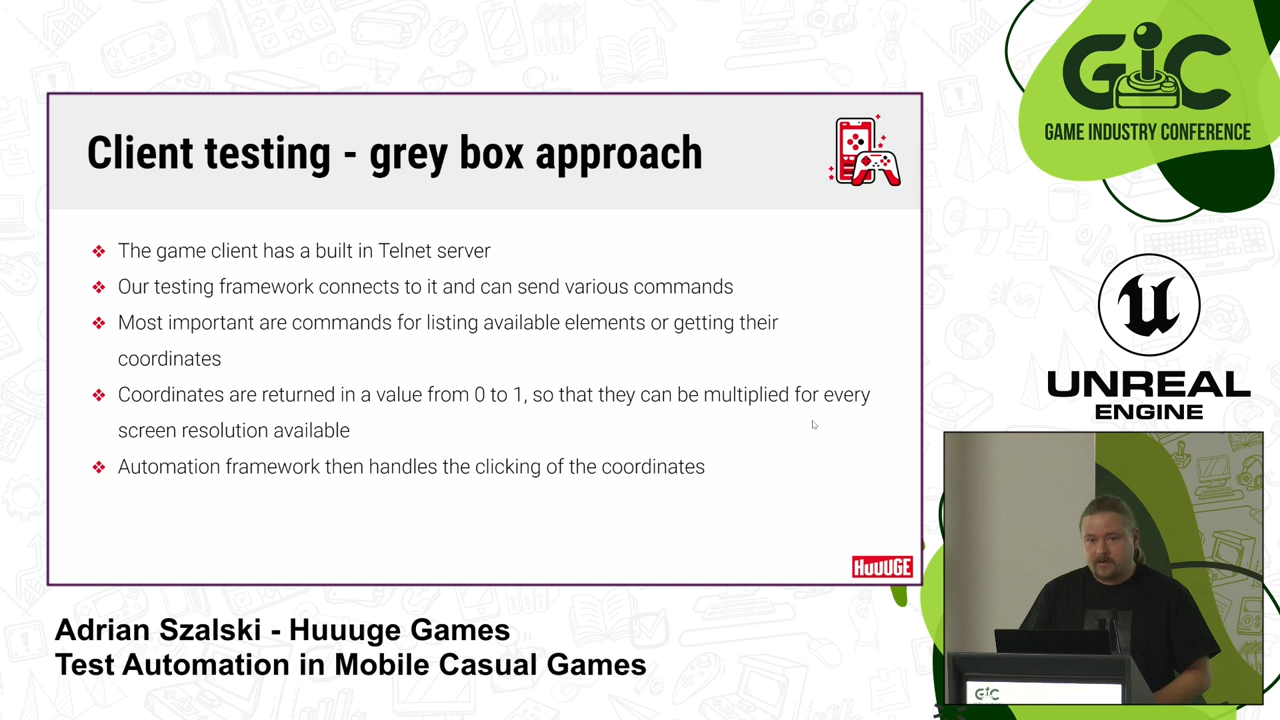 Client testing - grey box approach
❖ The game client has a built in Telnet server
❖ Our testing framework connects to it and can send various commands
❖ Most important are commands for listing available elements or getting their
coordinates
❖ Coordinates are returned in a value from 0 to 1, so that they can be multiplied for every
screen resolution available
❖ Automation framework then handles the clicking of the coordinates
HUUUGE
Adrian Szalski - Huuuge Games
Test Automation in Mobile Casual Games
GIC
GAME INDUSTRY CONFERENCE
UNREAL
ENGINE
GIC